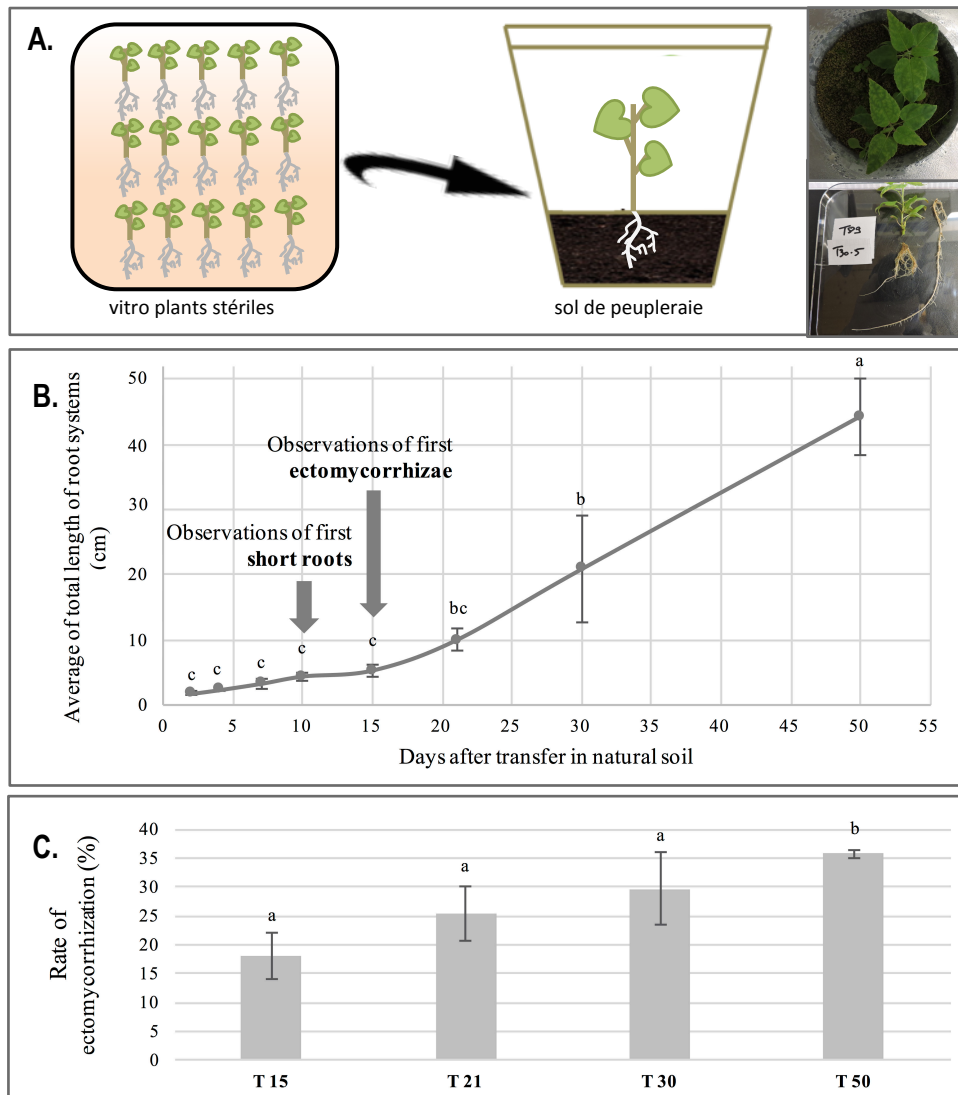 A.
vitro plants stériles
sol de peupleraie
T30.5
B.
Average of total length of root systems
(cm)
50
40
30
20
10
0
a
b
bc
c
c
c
c
c
Observations of first
ectomycorrhizae
Observations of first
short roots
0 5 10 15 20 25 30 35 40 45 50 55
Days after transfer in natural soil
C.
Rate of
ectomycorrhization (%)
40
35
30
25
20
15
10
5
0
a
a
a
b
T 15 T 21 T 30 T 50